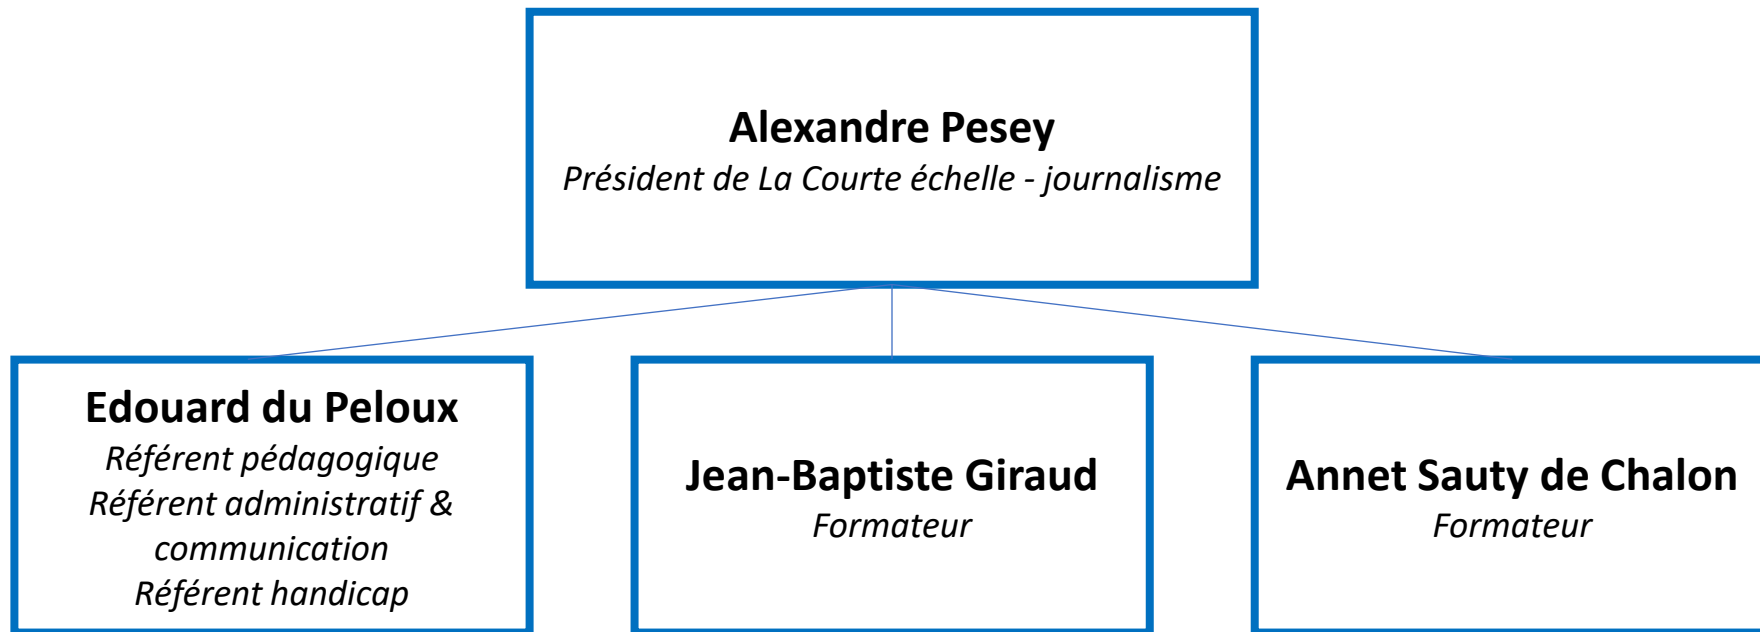 Alexandre Pesey
Président de La Courte échelle - journalisme
Edouard du Peloux
Référent pédagogique
Référent administratif &
communication
Référent handicap
Jean-Baptiste Giraud
Formateur
Annet Sauty de Chalon
Formateur